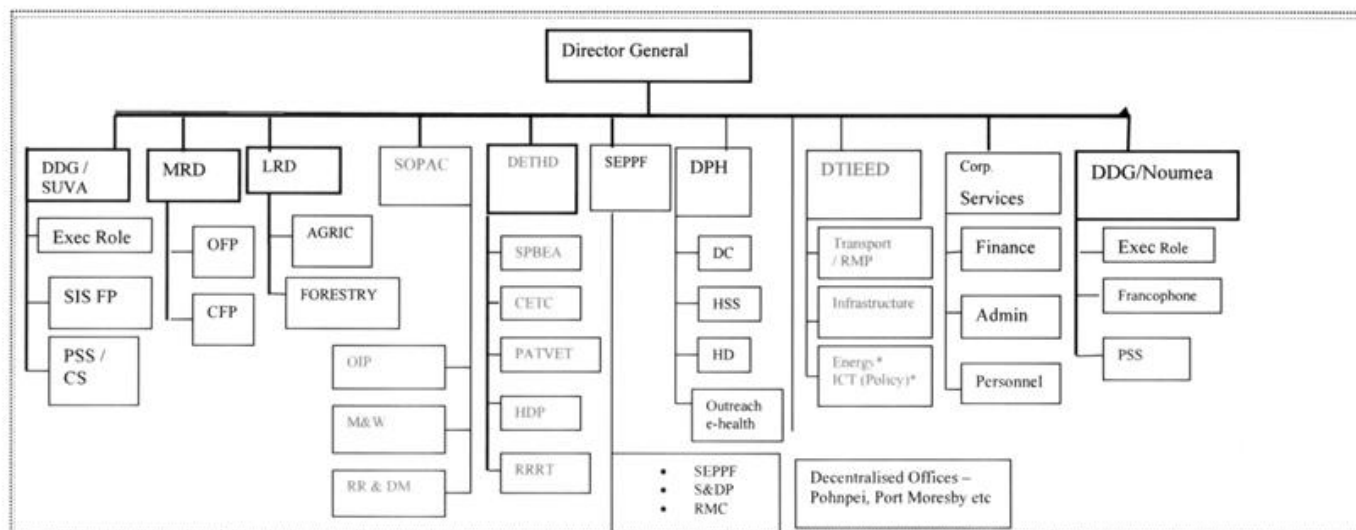 Director General
DDG /
SUVA
MRD
LRD
SOPAC
DETHD
SEPPF
DPH
DTIEED
Corp.
Services
DDG/Noumea
Exec Role
SIS FP
PSS /
CS
OFP
CFP
AGRIC
FORESTRY
OIP
M&W
RR & DM
SPBEA
CETC
PATVET
HDP
RRRT
• SEPPF
• S&DP
• RMC
DC
HSS
HD
Outreach
e-health
Decentralised Offices –
Pohnpei, Port Moresby etc
Transport
/ RMP
Infrastructure
Energy*
ICT (Policy)*
Finance
Admin
Personnel
Exec Role
Francophone
PSS